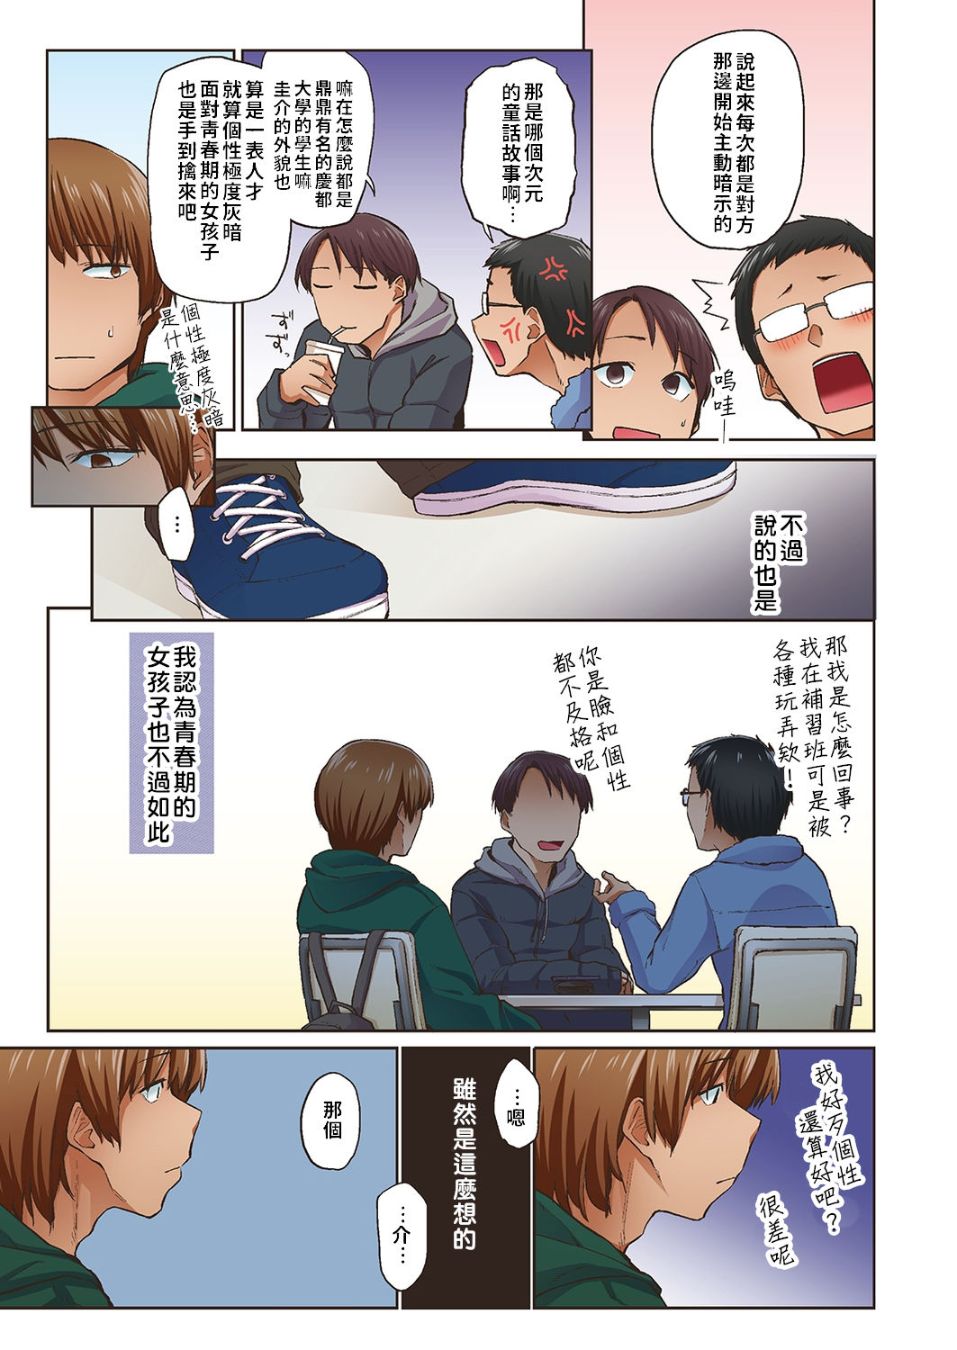 說起來每次都是對方
那邊開始主動暗示的
嗚哇—
那是哪個次元
的童話故事啊…
ずずっ
嘛在怎麼說都是
鼎鼎有名的慶都
大學的學生嘛
圭介的外貌也
算是一表人才
就算個性極度灰暗
面對青春期的女孩子
也是手到擒來吧
個性極度灰暗
是什麼意思…
…
不過
說的也是
那我是怎麼回事？
我在補習班可是被
各種玩弄欸！
你是臉和個性
都不及格呢
我認為青春期的
女孩子也不過如此
我好歹個性
還算好吧？
很差呢
…嗯
雖然是這麼想的
…介…
那個